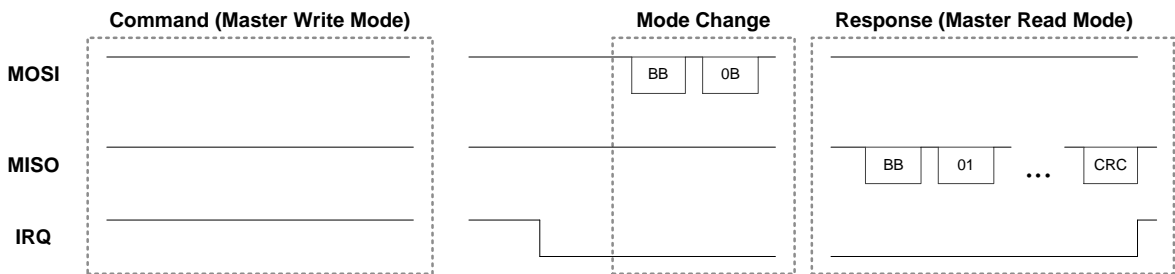 Command (Master Write Mode) Mode Change Response (Master Read Mode)
MOSI BB 0B
MISO BB 01 ... CRC
IRQ